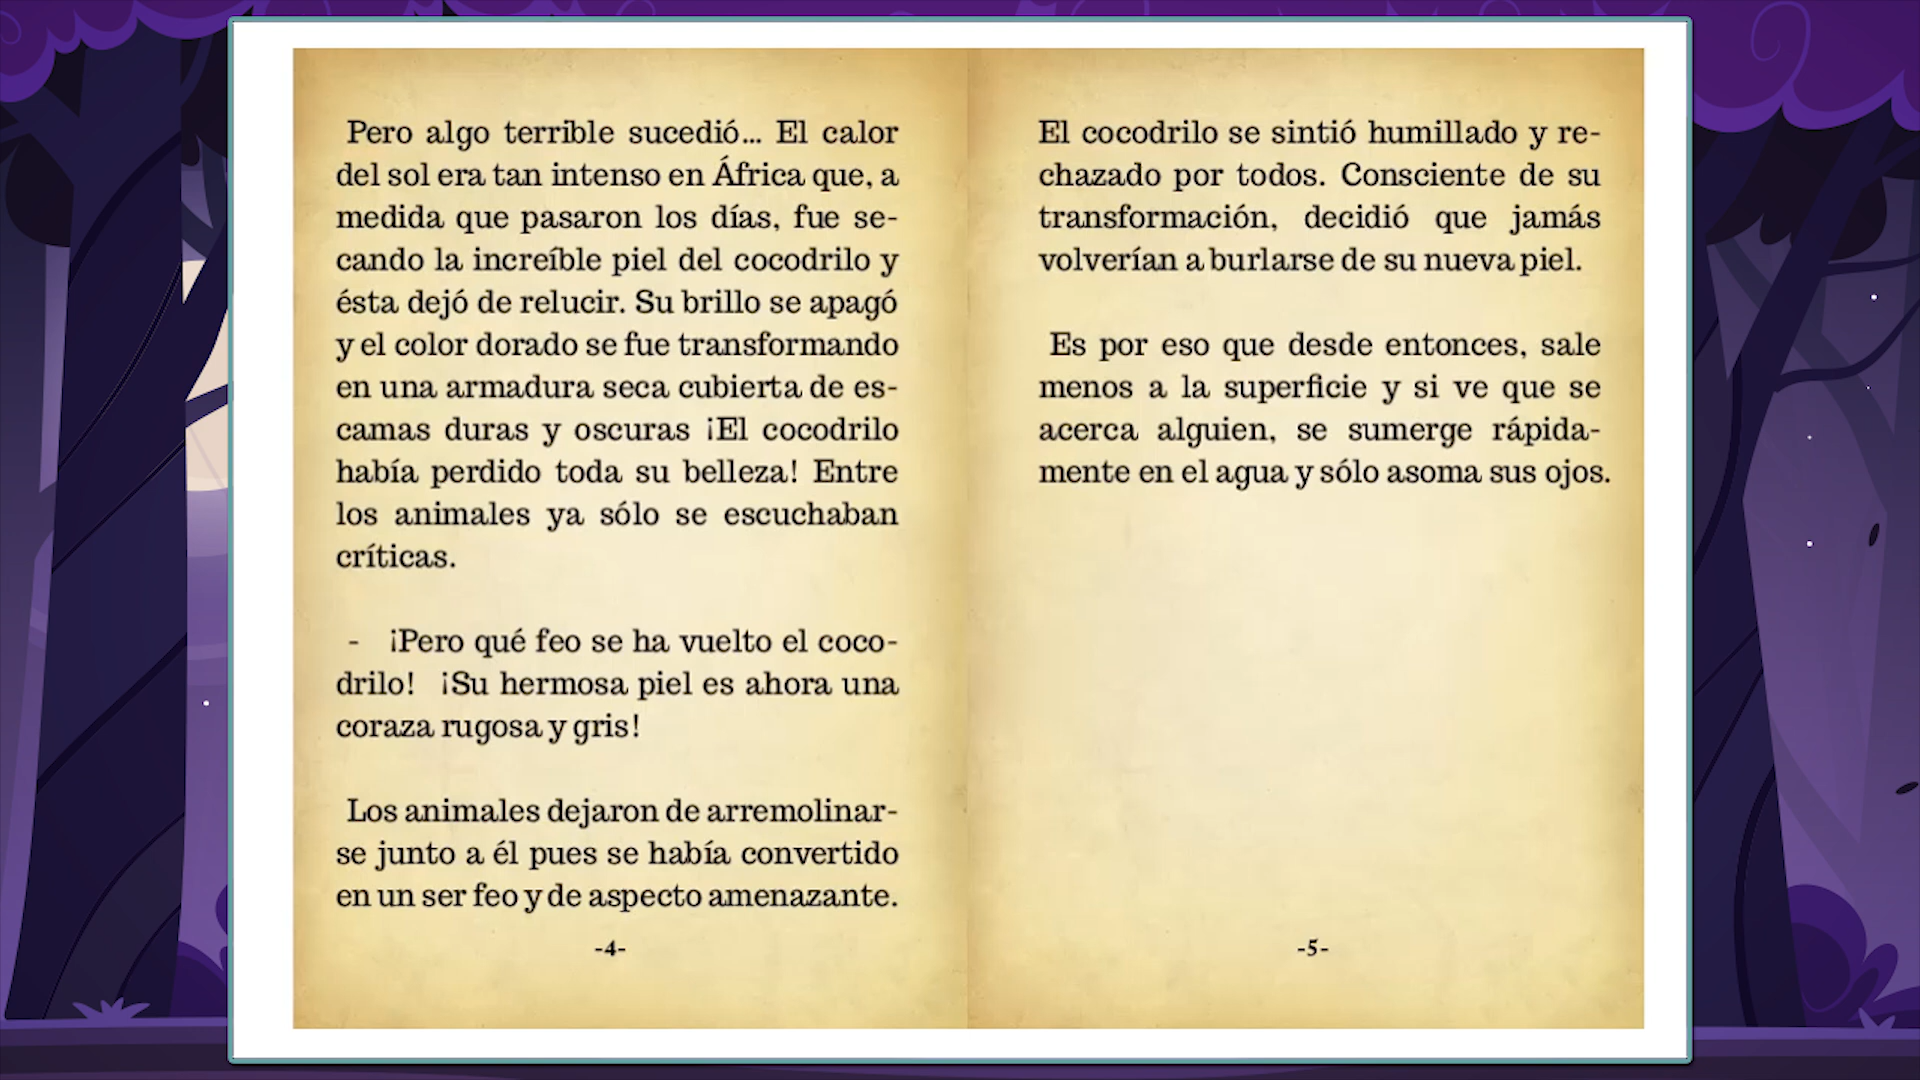 Pero algo terrible sucedió... El calor
del sol era tan intenso en África que, a
medida que pasaron los días, fue se-
cando la increíble piel del cocodrilo y
ésta dejó de relucir. Su brillo se apagó
y el color dorado se fue transformando
en una armadura seca cubierta de es-
camas duras y oscuras ¡El cocodrilo
había perdido toda su belleza! Entre
los animales ya sólo se escuchaban
críticas.
- ¡Pero qué feo se ha vuelto el coco-
drilo! ¡Su hermosa piel es ahora una
coraza rugosa y gris!
Los animales dejaron de arremolinar-
se junto a él pues se había convertido
en un ser feo y de aspecto amenazante.
-4-
El cocodrilo se sintió humillado y re-
chazado por todos. Consciente de su
transformación, decidió que jamás
volverían a burlarse de su nueva piel.
Es por eso que desde entonces, sale
menos a la superficie y si ve que se
acerca alguien, se sumerge rápida-
mente en el agua y sólo asoma sus ojos.
-5-